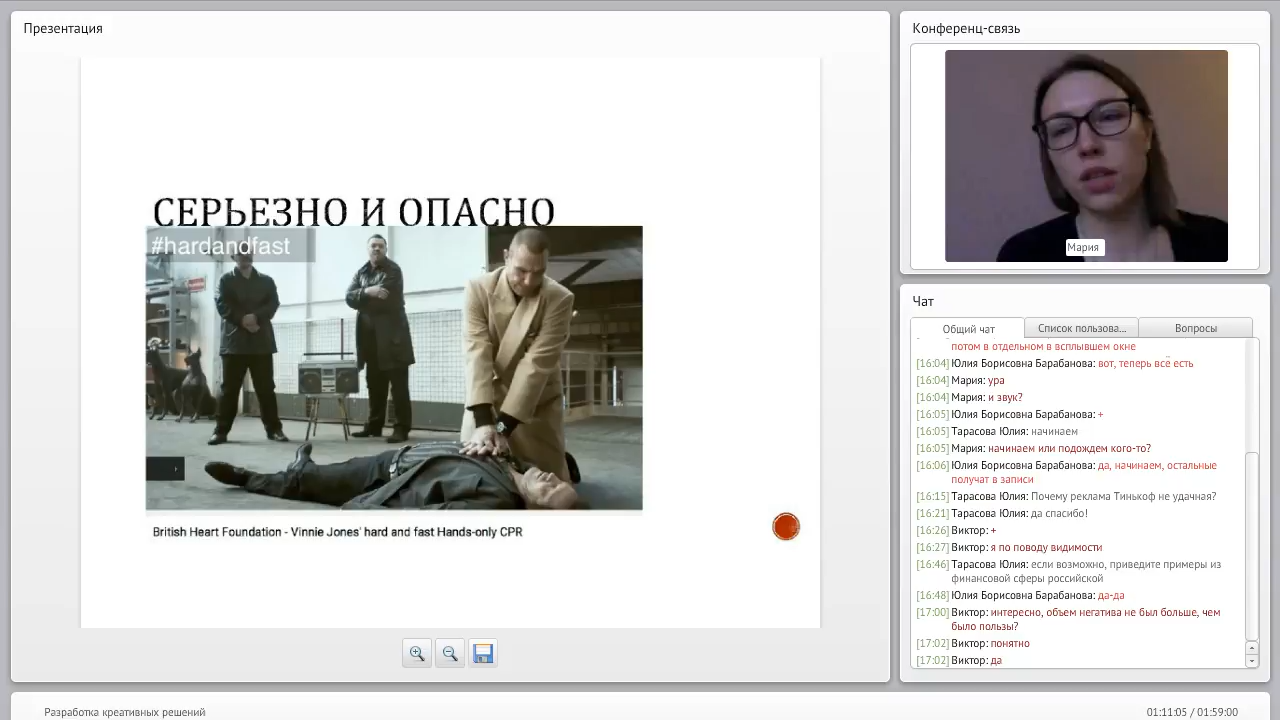 Презентация
СЕРЬЕЗНО И ОПАСНО
#hardandfast
British Heart Foundation - Vinnie Jones' hard and fast Hands-only CPR
Конференц-связь
Мария
Чат
Общий чат
Список пользова...
Вопросы
потом в отдельном в всплывшем окне
[16:04] Юлия Борисовна Барабанова: вот, теперь всё есть
[16:04] Мария: ура
[16:04] Мария: и звук?
[16:05] Юлия Борисовна Барабанова: +
[16:05] Тарасова Юлия: начинаем
[16:05] Мария: начинаем или подождем кого-то?
[16:06] Юлия Борисовна Барабанова: да, начинаем, остальные
получат в записи
[16:15] Тарасова Юлия: Почему реклама Тинькоф не удачная?
[16:21] Тарасова Юлия: да спасибо!
[16:26] Виктор: +
[16:27] Виктор: я по поводу видимости
[16:46] Тарасова Юлия: если возможно, приведите примеры из
финансовой сферы российской
[16:48] Юлия Борисовна Барабанова: да-да
[17:00] Виктор: интересно, объем негатива не был больше, чем
было пользы?
[17:02] Виктор: понятно
[17:02] Виктор: да
Разработка креативных решений
01:11:05 / 01:59:00